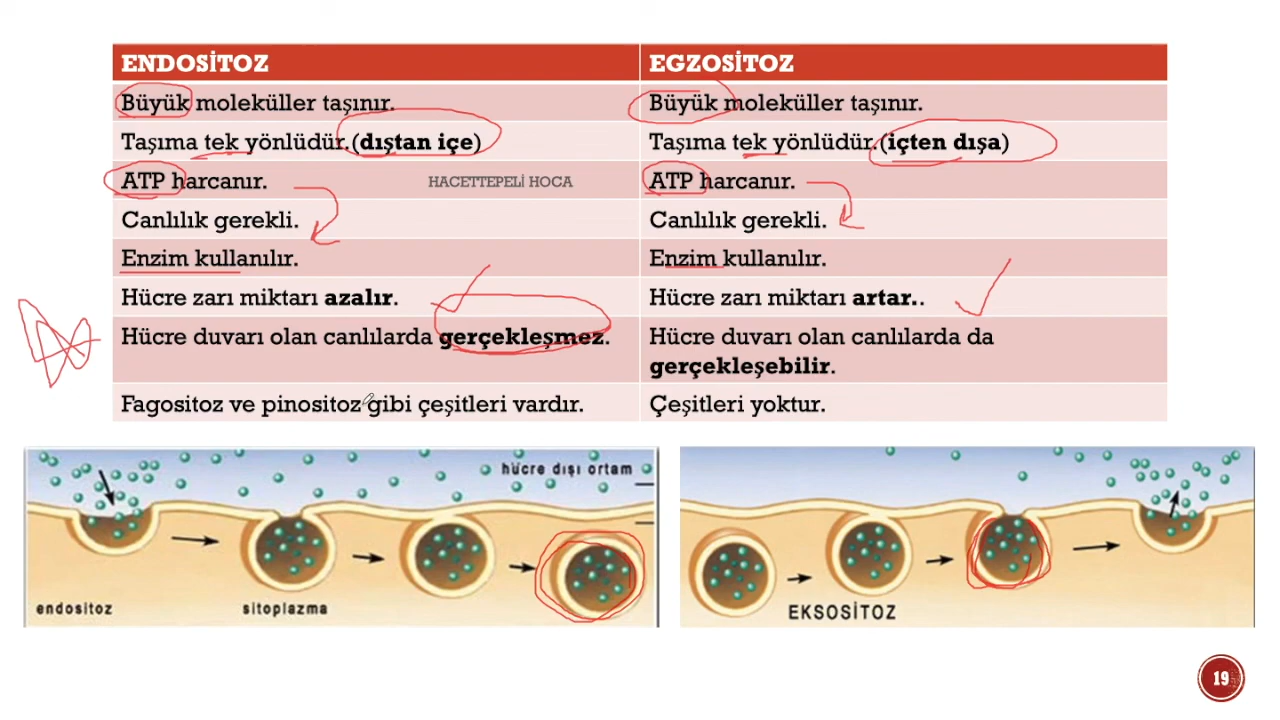 ENDOSİTOZ
EGZOSİTOZ
Büyük moleküller taşınır.
Büyük moleküller taşınır.
Taşıma tek yönlüdür.(dıştan içe)
Taşıma tek yönlüdür.(içten dışa)
ATP harcanır.
HACETTEPELİ HOCA
ATP harcanır.
Canlılık gerekli.
Canlılık gerekli.
Enzim kullanılır.
Enzim kullanılır.
Hücre zarı miktarı azalır.
Hücre zarı miktarı artar..
Hücre duvarı olan canlılarda gerçekleşmez.
Hücre duvarı olan canlılarda da
gerçekleşebilir.
Fagositoz ve pinositoz gibi çeşitleri vardır.
Çeşitleri yoktur.
hücre dışı ortam
endositoz
sitoplazma
EKSOSİTOZ
19